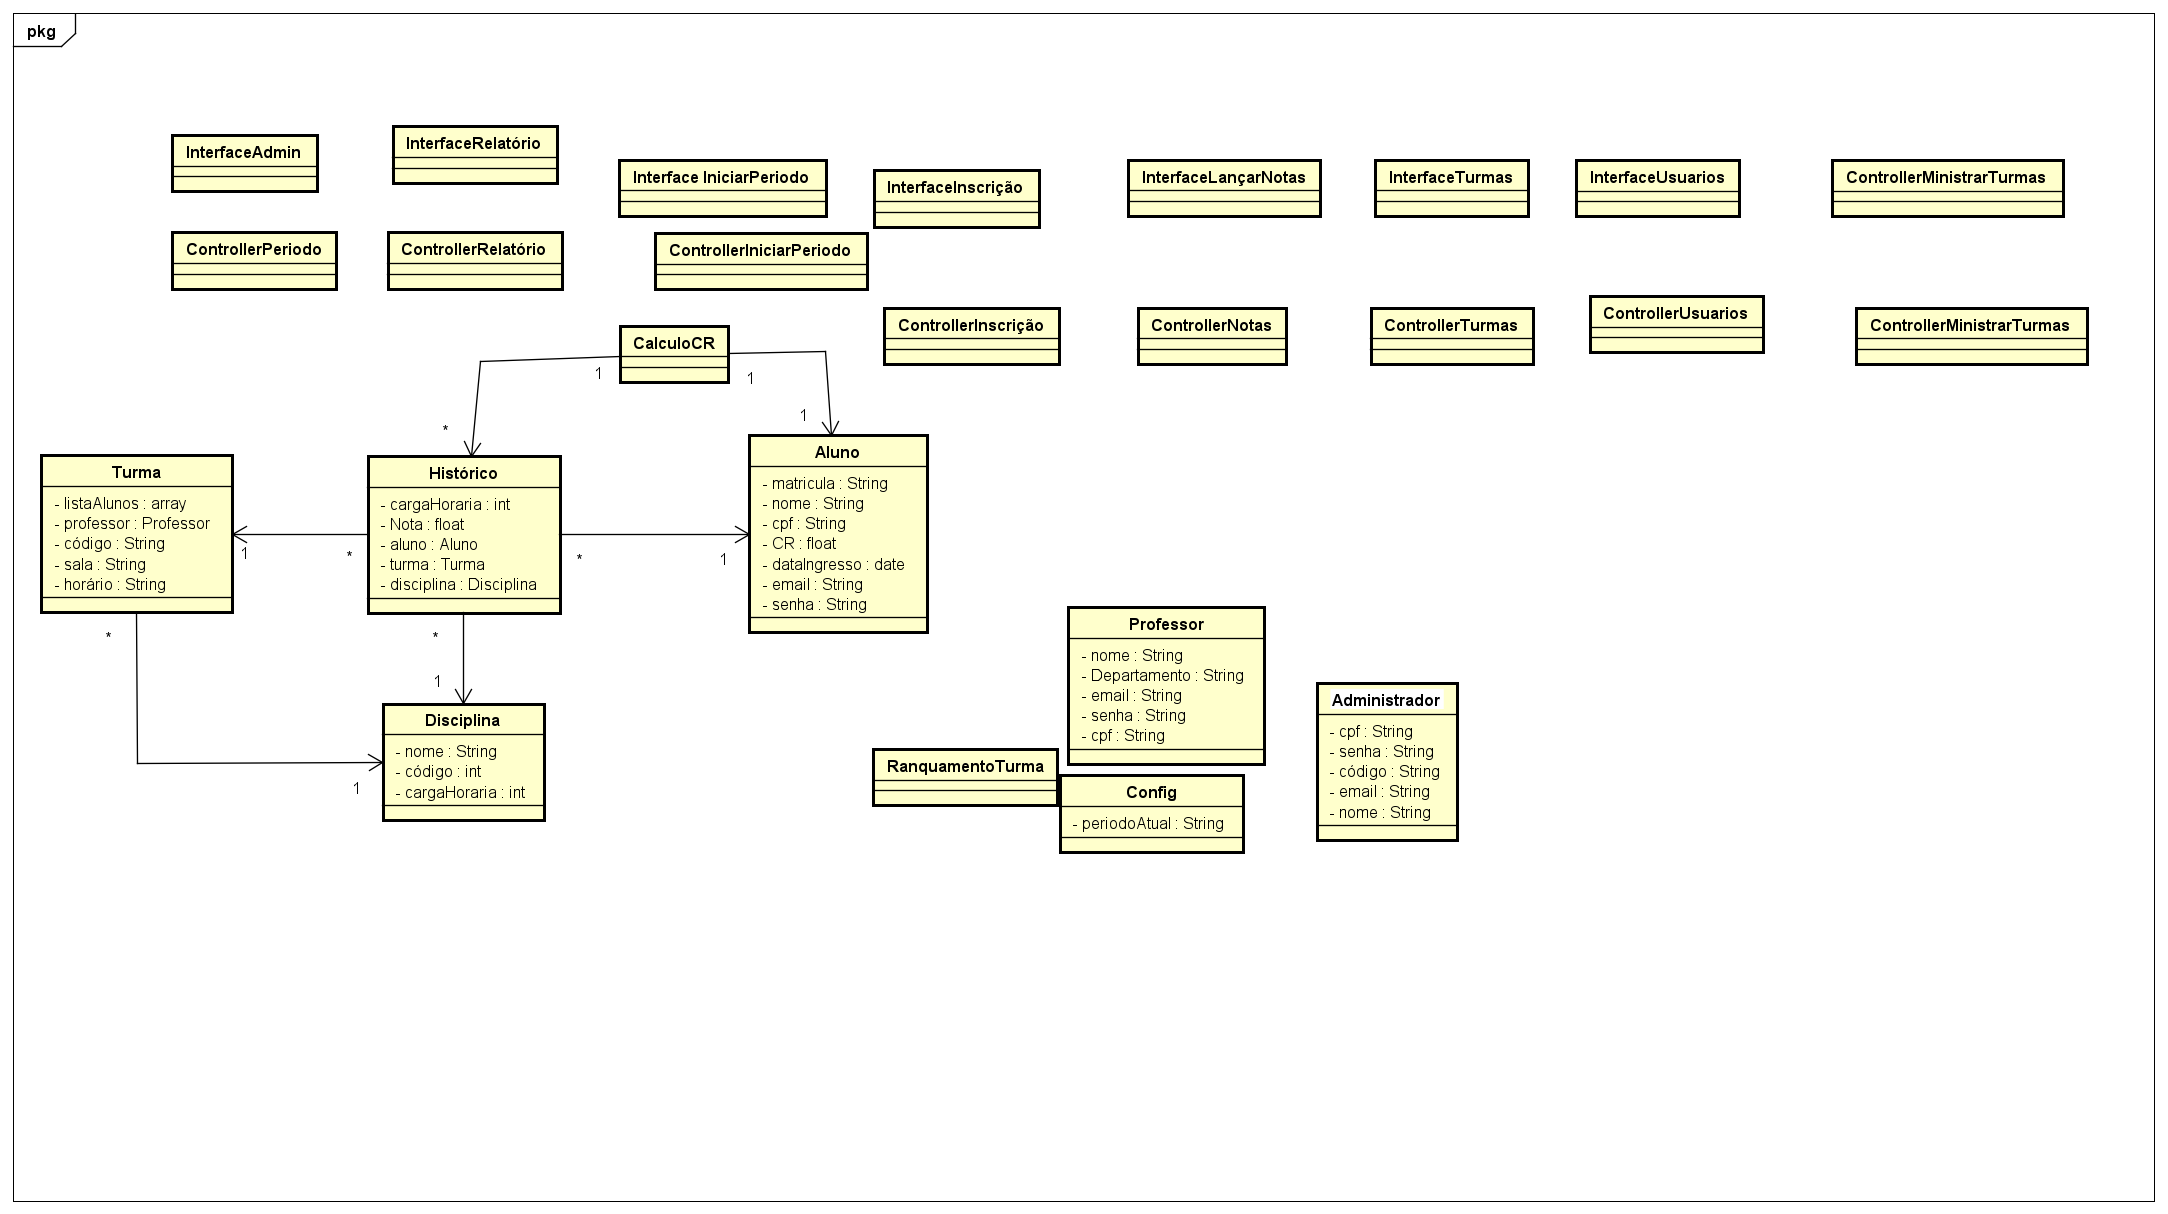 pkg
InterfaceAdmin
InterfaceRelatório
Interface IniciarPeriodo
InterfaceInscrição
InterfaceLançarNotas
InterfaceTurmas
InterfaceUsuarios
ControllerMinistrarTurmas
ControllerPeriodo
ControllerRelatório
ControllerIniciarPeriodo
ControllerInscrição
ControllerNotas
ControllerTurmas
ControllerUsuarios
ControllerMinistrarTurmas
CalculoCR
1
1
*
1
Turma
- listaAlunos : array
- professor : Professor
- código : String
- sala : String
- horário : String
1
*
Histórico
- cargaHoraria : int
- Nota : float
- aluno : Aluno
- turma : Turma
- disciplina : Disciplina
*
1
Aluno
- matricula : String
- nome : String
- cpf : String
- CR : float
- dataIngresso : date
- email : String
- senha : String
*
*
1
1
Disciplina
- nome : String
- código : int
- cargaHoraria : int
Professor
- nome : String
- Departamento : String
- email : String
- senha : String
- cpf : String
RanquamentoTurma
Config
- periodoAtual : String
Administrador
- cpf : String
- senha : String
- código : String
- email : String
- nome : String